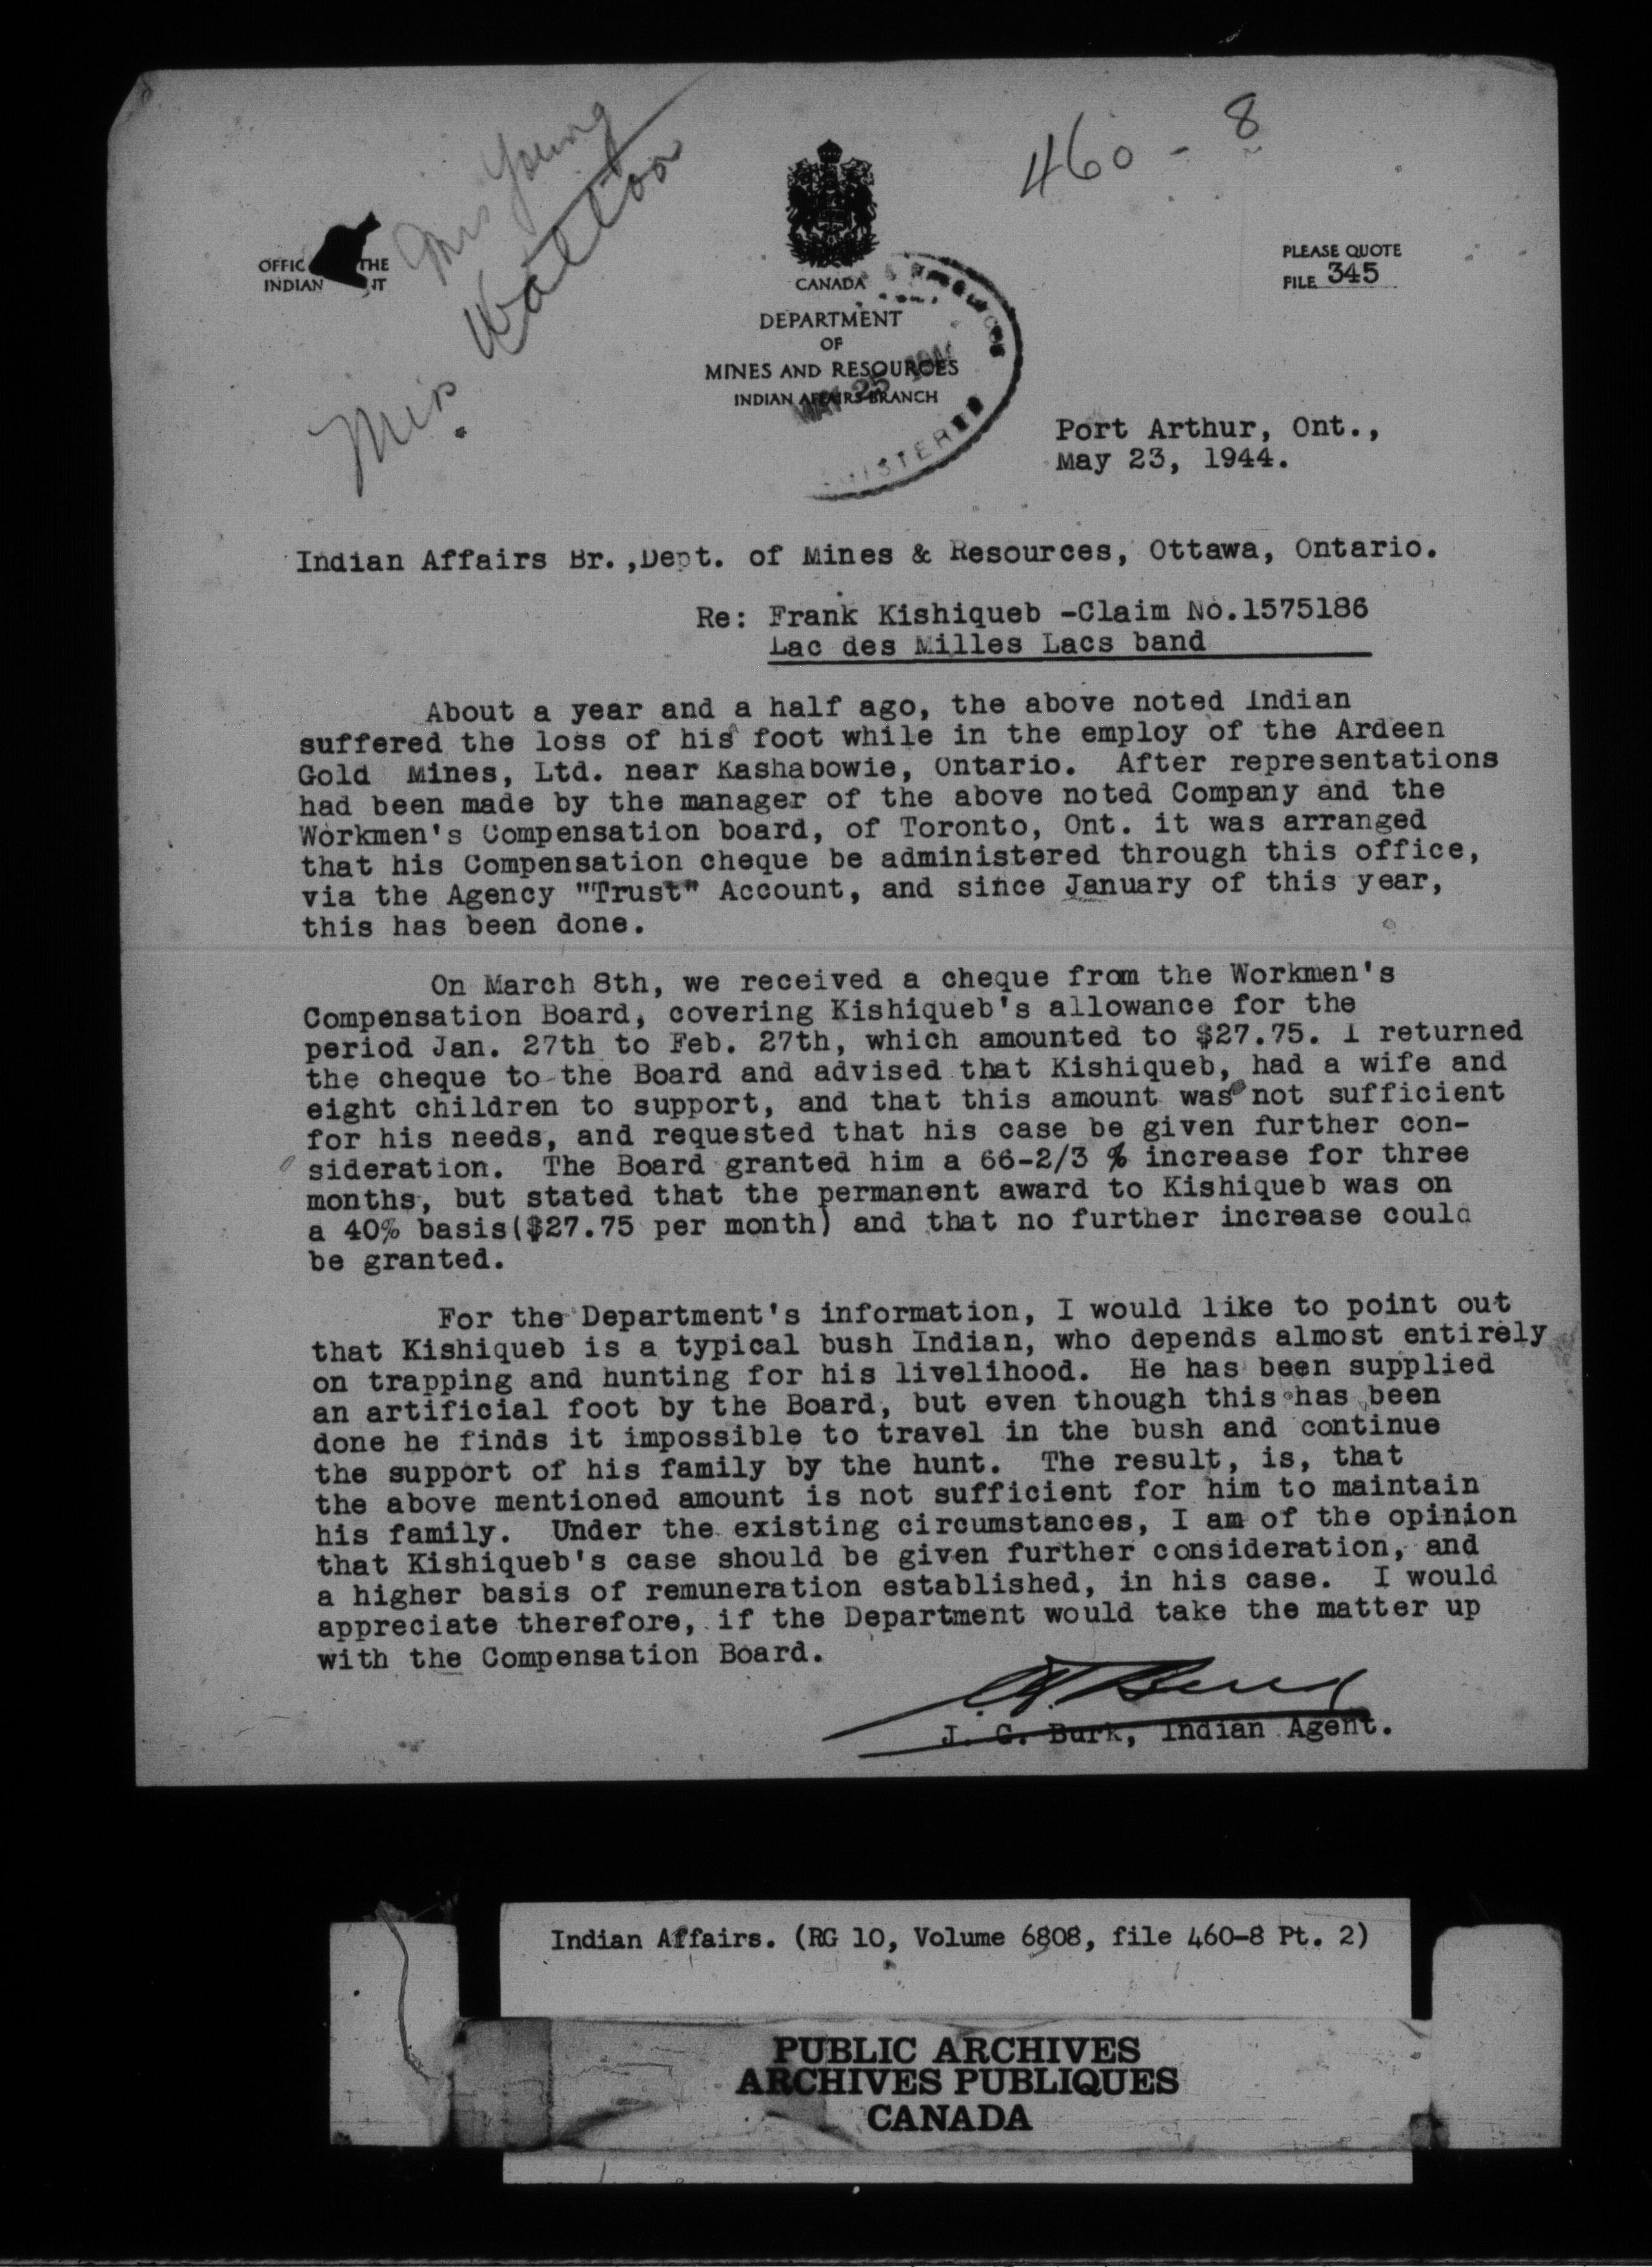 460-8
Mrs Young
Miss
OFFIC THE
INDIAN NT
CANADA
DEPARTMENT
OF
MINES AND RESOURCES
INDIAN AFFAIRS BRANCH
MAY 25 1944
PLEASE QUOTE
FILE 345
Port Arthur, Ont.,
May 23, 1944.
Indian Affairs Br.,Dept. of Mines & Resources, Ottawa, Ontario.
Re: Frank Kishiqueb -Claim No.1575186
Lac des Milles Lacs band
About a year and a half ago, the above noted Indian
suffered the loss of his foot while in the employ of the Ardeen
Gold Mines, Ltd. near Kashabowie, Ontario. After representations
had been made by the manager of the above noted Company and the
Workmen's Compensation board, of Toronto, Ont. it was arranged
that his Compensation cheque be administered through this office,
via the Agency "Trust" Account, and since January of this year,
this has been done.
On March 8th, we received a cheque from the Workmen's
Compensation Board, covering Kishiqueb's allowance for the
period Jan. 27th to Feb. 27th, which amounted to $27.75. I returned
the cheque to the Board and advised that Kishiqueb, had a wife and
eight children to support, and that this amount was not sufficient
for his needs, and requested that his case be given further con-
sideration. The Board granted him a 66-2/3 % increase for three
months, but stated that the permanent award to Kishiqueb was on
a 40% basis($27.75 per month) and that no further increase could
be granted.
For the Department's information, I would like to point out
that Kishiqueb is a typical bush Indian, who depends almost entirely
on trapping and hunting for his livelihood. He has been supplied
an artificial foot by the Board, but even though this has been
done he finds it impossible to travel in the bush and continue
the support of his family by the hunt. The result, is, that
the above mentioned amount is not sufficient for him to maintain
his family. Under the existing circumstances, I am of the opinion
that Kishiqueb's case should be given further consideration, and
a higher basis of remuneration established, in his case. I would
appreciate therefore, if the Department would take the matter up
with the Compensation Board.
J. G. Burk, Indian Agent.
Indian Affairs. (RG 10, Volume 6808, file 460-8 Pt. 2)
PUBLIC ARCHIVES
ARCHIVES PUBLIQUES
CANADA